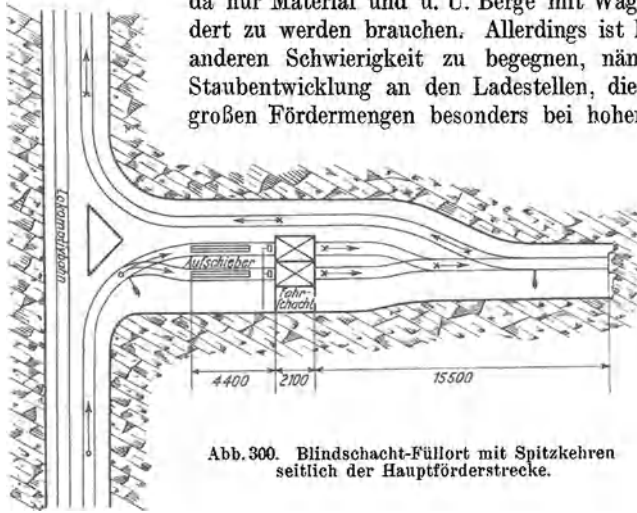 da nur Material und u. U. Berge mit Wag
dert zu werden brauchen. Allerdings ist
anderen Schwierigkeit zu begegnen, näm
Staubentwicklung an den Ladestellen, die
großen Fördermengen besonders bei hoher
Lokomotivbahn
Aufschieber
Fahr-
schacht
4400 2100 15500
Abb. 300. Blindschacht-Füllort mit Spitzkehren
seitlich der Hauptförderstrecke.